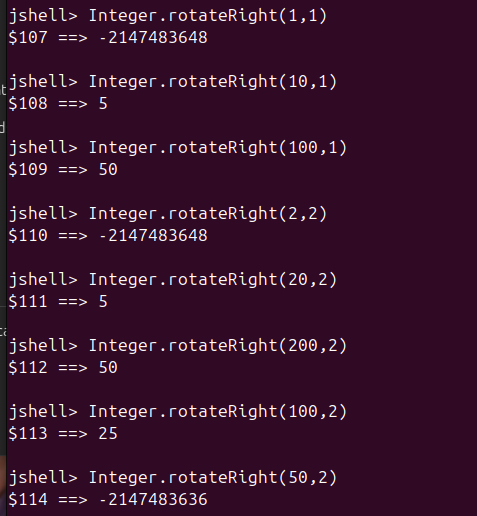 jshell> Integer.rotateRight(1,1)
$107 ==> -2147483648
jshell> Integer.rotateRight(10,1)
$108 ==> 5
jshell> Integer.rotateRight(100,1)
$109 ==> 50
jshell> Integer.rotateRight(2,2)
$110 ==> -2147483648
jshell> Integer.rotateRight(20,2)
$111 ==> 5
jshell> Integer.rotateRight(200,2)
$112 ==> 50
jshell> Integer.rotateRight(100,2)
$113 ==> 25
jshell> Integer.rotateRight(50,2)
$114 ==> -2147483636